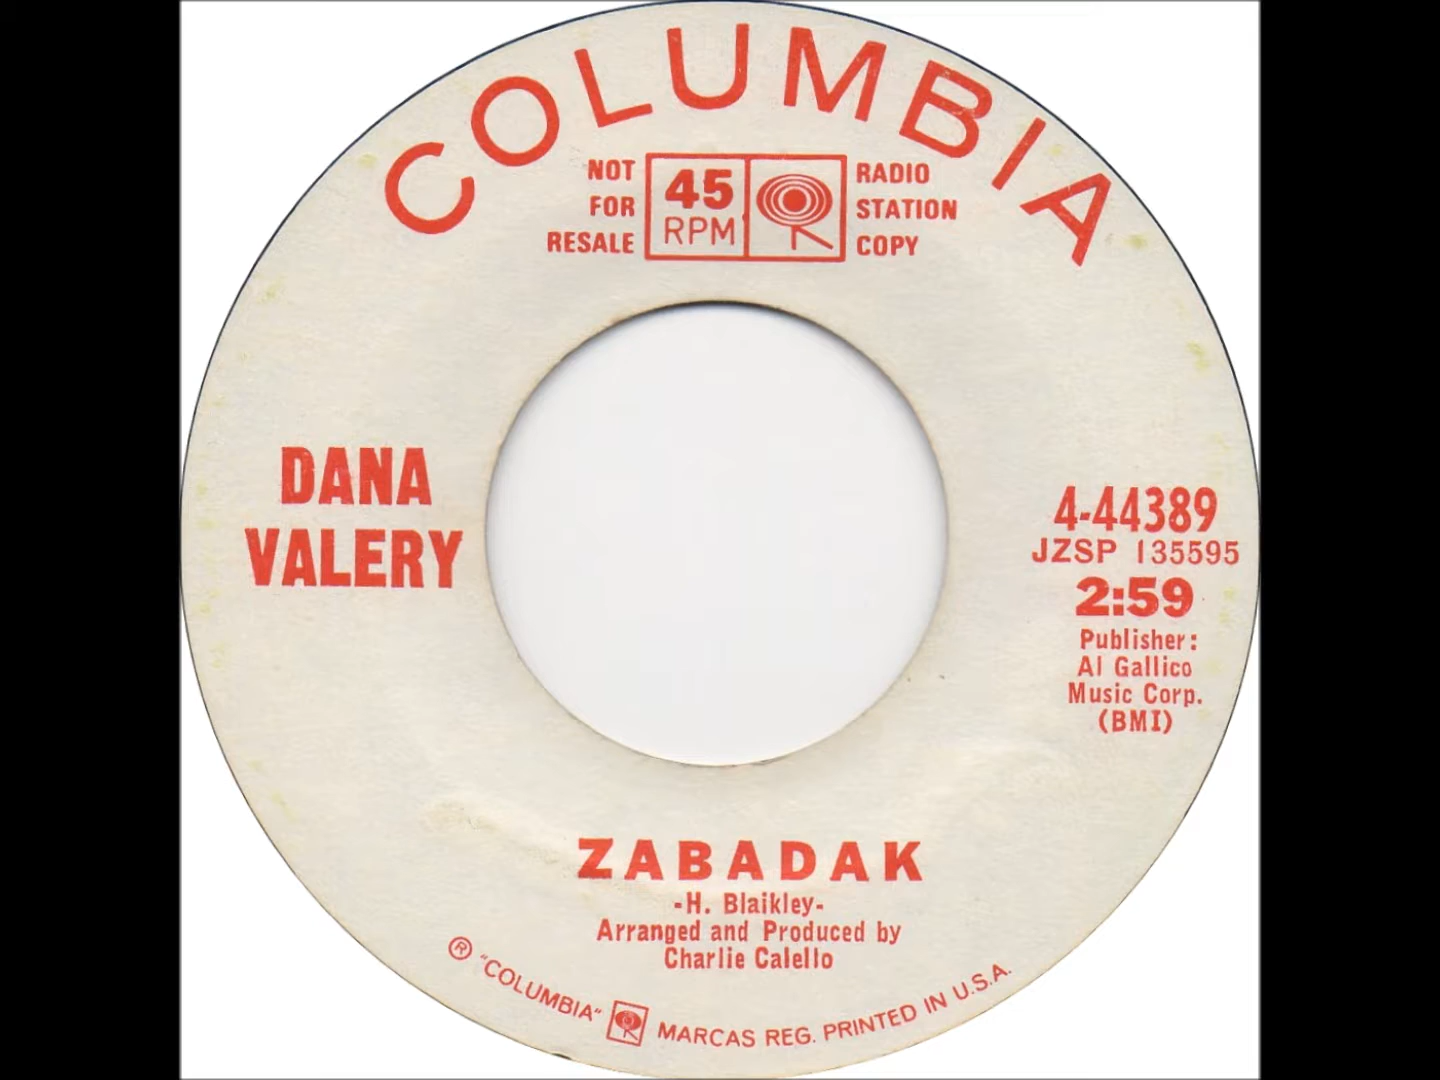 COLUMBIA
NOT
FOR
RESALE
45
RPM
RADIO
STATION
COPY
DANA
VALERY
4-44389
JZSP 135595
2:59
Publisher:
Al Gallico
Music Corp.
(BMI)
ZABADAK
-H. Blaikley-
Arranged and Produced by
Charlie Calello
® "COLUMBIA" MARCAS REG. PRINTED IN U.S.A.